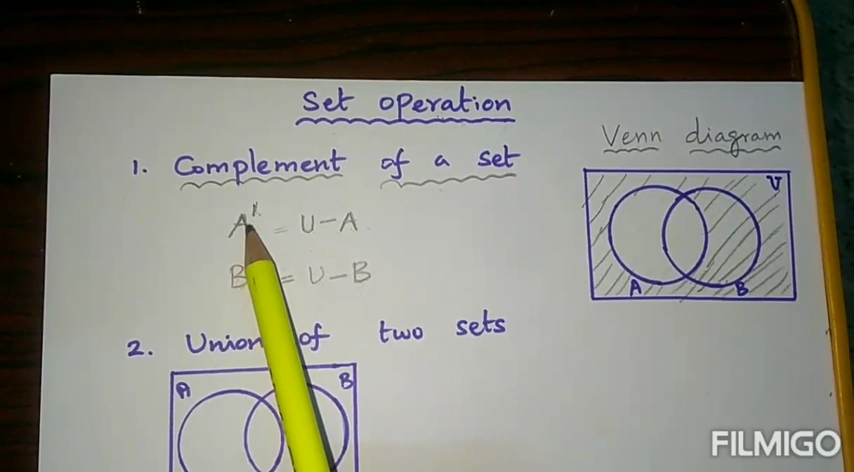 Set operation
Venn diagram
1. Complement of a set
U
A' = U-A
B = U-B
A B
2. Union of two sets
A B
FILMIGO